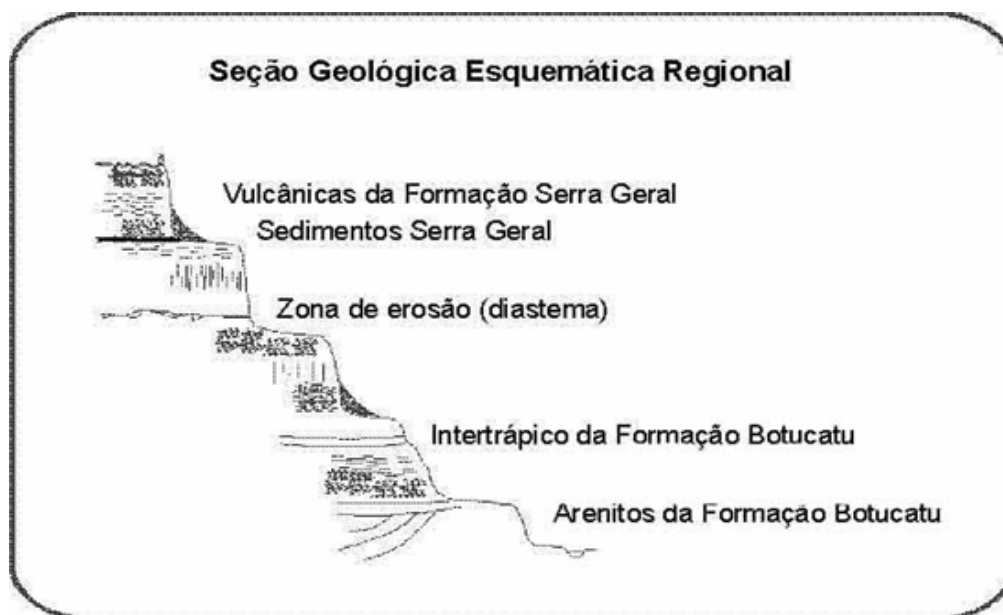 Seção Geológica Esquemática Regional
Vulcânicas da Formação Serra Geral
Sedimentos Serra Geral
Zona de erosão (diastema)
Intertrápico da Formação Botucatu
Arenitos da Formação Botucatu